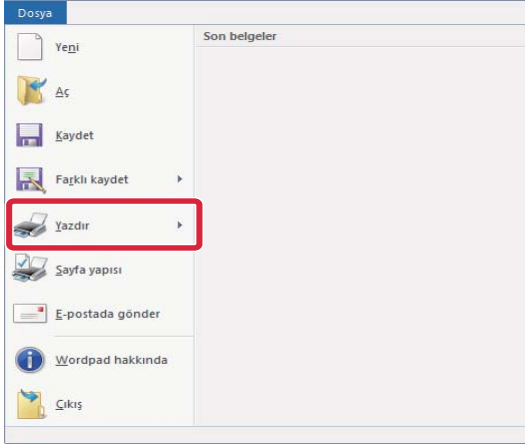 Dosya
Son belgeler
Yeni
Aç
Kaydet
Farklı kaydet
Yazdır
Sayfa yapısı
E-postada gönder
Wordpad hakkında
Çıkış